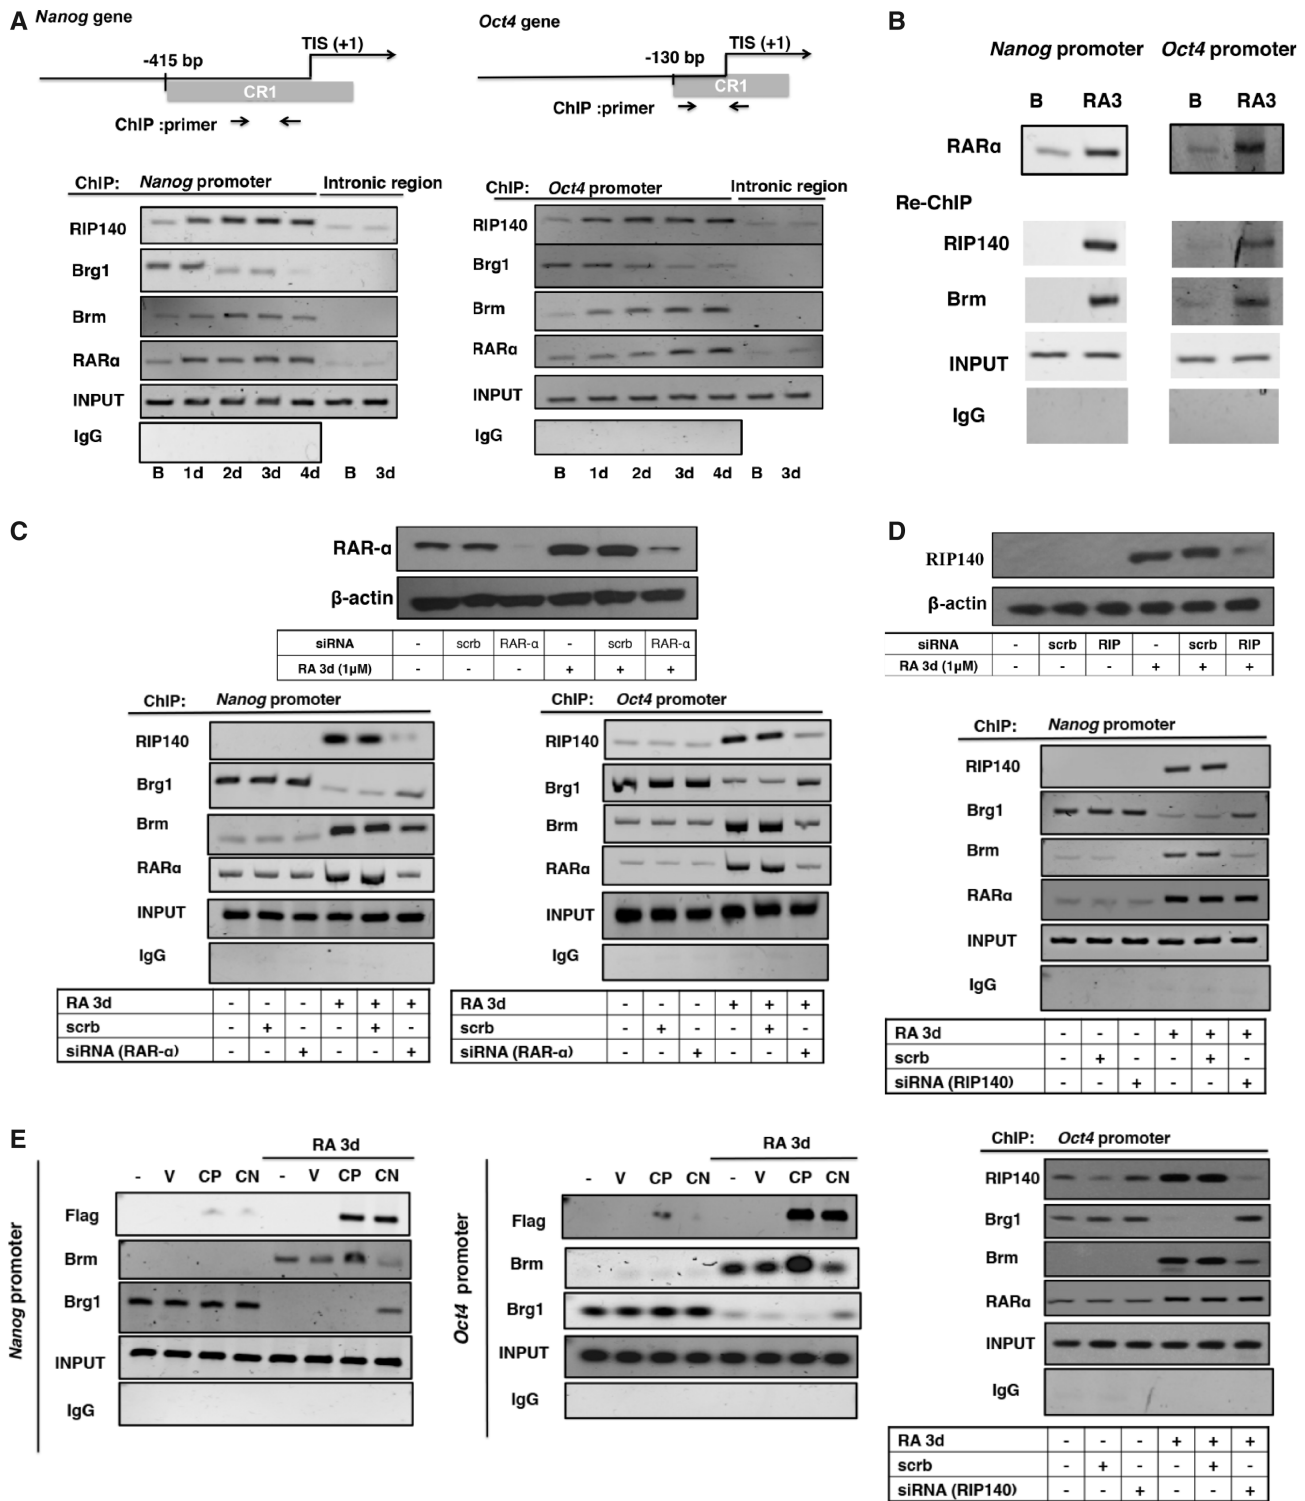 A
Nanog gene
TIS (+1)
-415 bp
CR1
ChIP :primer
Oct4 gene
TIS (+1)
-130 bp
CR1
ChIP :primer
ChIP: Nanog promoter Intronic region
RIP140
Brg1
Brm
RARα
INPUT
IgG
B 1d 2d 3d 4d B 3d
ChIP: Oct4 promoter Intronic region
RIP140
Brg1
Brm
RARα
INPUT
IgG
B 1d 2d 3d 4d B 3d
B
Nanog promoter Oct4 promoter
B RA3 B RA3
RARα
Re-ChIP
RIP140
Brm
INPUT
IgG
C
RAR-α
β-actin
siRNA - scrb RAR-α - scrb RAR-α
RA 3d (1µM) - - - + + +
ChIP: Nanog promoter
RIP140
Brg1
Brm
RARα
INPUT
IgG
RA 3d - - - + + +
scrb - + - - + -
siRNA (RAR-α) - - + - - +
ChIP: Oct4 promoter
RIP140
Brg1
Brm
RARα
INPUT
IgG
RA 3d - - - + + +
scrb - + - - + -
siRNA (RAR-α) - - + - - +
D
RIP140
β-actin
siRNA - scrb RIP - scrb RIP
RA 3d (1µM) - - - + + +
ChIP: Nanog promoter
RIP140
Brg1
Brm
RARα
INPUT
IgG
RA 3d - - - + + +
scrb - + - - + -
siRNA (RIP140) - - + - - +
ChIP: Oct4 promoter
RIP140
Brg1
Brm
RARα
INPUT
IgG
RA 3d - - - + + +
scrb - + - - + -
siRNA (RIP140) - - + - - +
E
Nanog promoter
RA 3d
- V CP CN - V CP CN
Flag
Brm
Brg1
INPUT
IgG
Oct4 promoter
RA 3d
- V CP CN - V CP CN
Flag
Brm
Brg1
INPUT
IgG